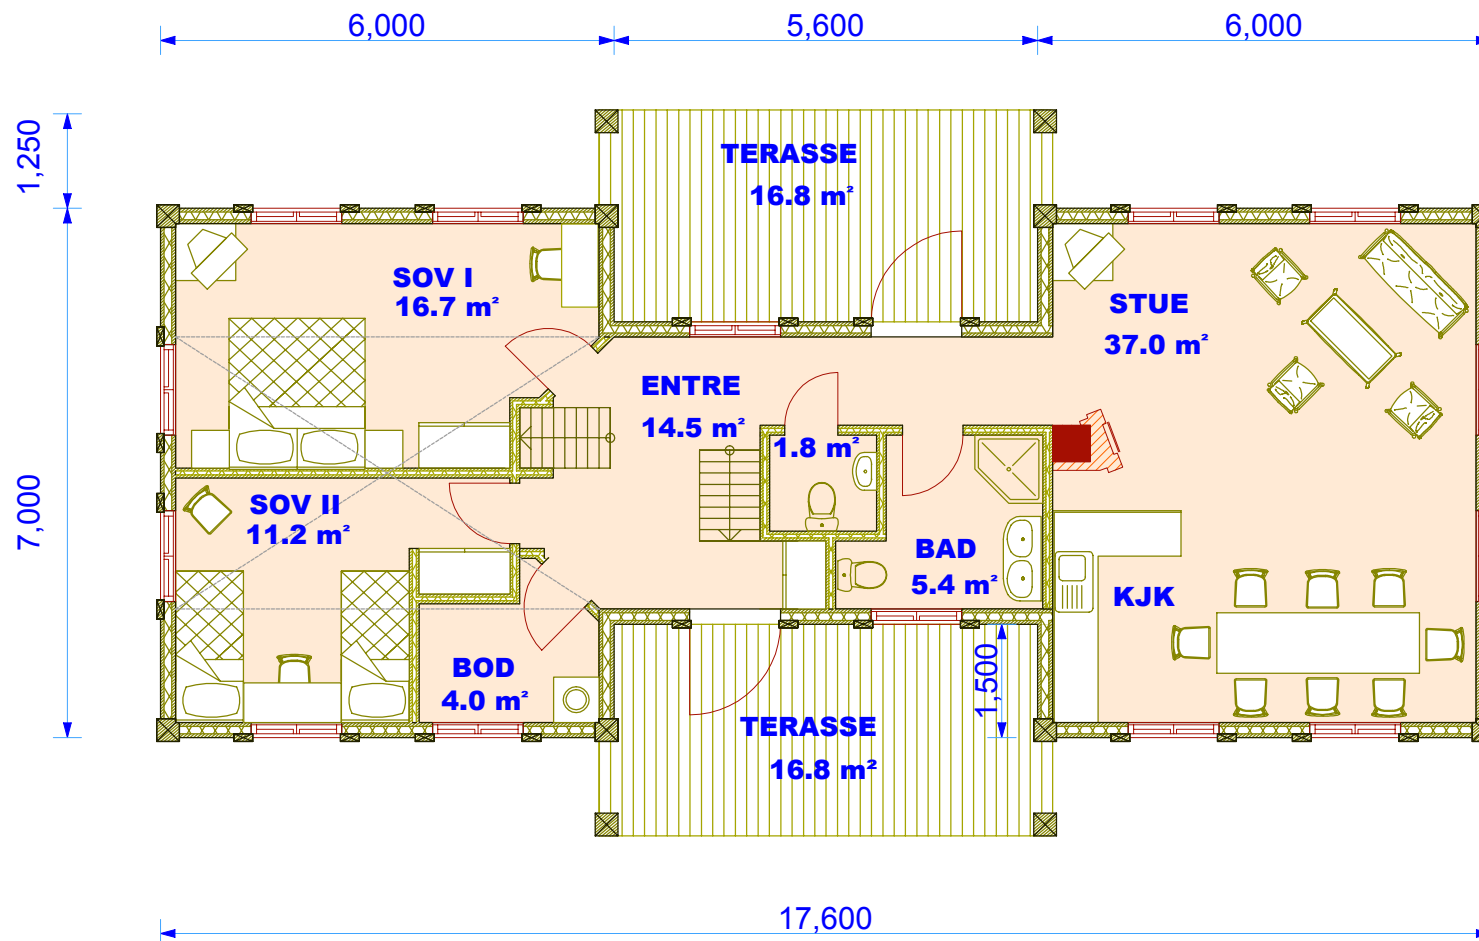 6,000
5,600
6,000
1,250
TERASSE
16.8 m²
SOV I
16.7 m²
STUE
37.0 m²
ENTRE
14.5 m²
1.8 m²
7,000
SOV II
11.2 m²
BAD
5.4 m²
KJK
BOD
4.0 m²
1,500
TERASSE
16.8 m²
17,600